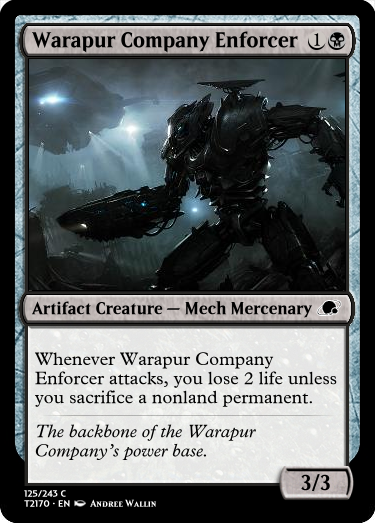 Warapur Company Enforcer 1
Artifact Creature — Mech Mercenary
Whenever Warapur Company
Enforcer attacks, you lose 2 life unless
you sacrifice a nonland permanent.
The backbone of the Warapur
Company's power base.
3/3
125/243 C
T2170 • EN Andree Wallin